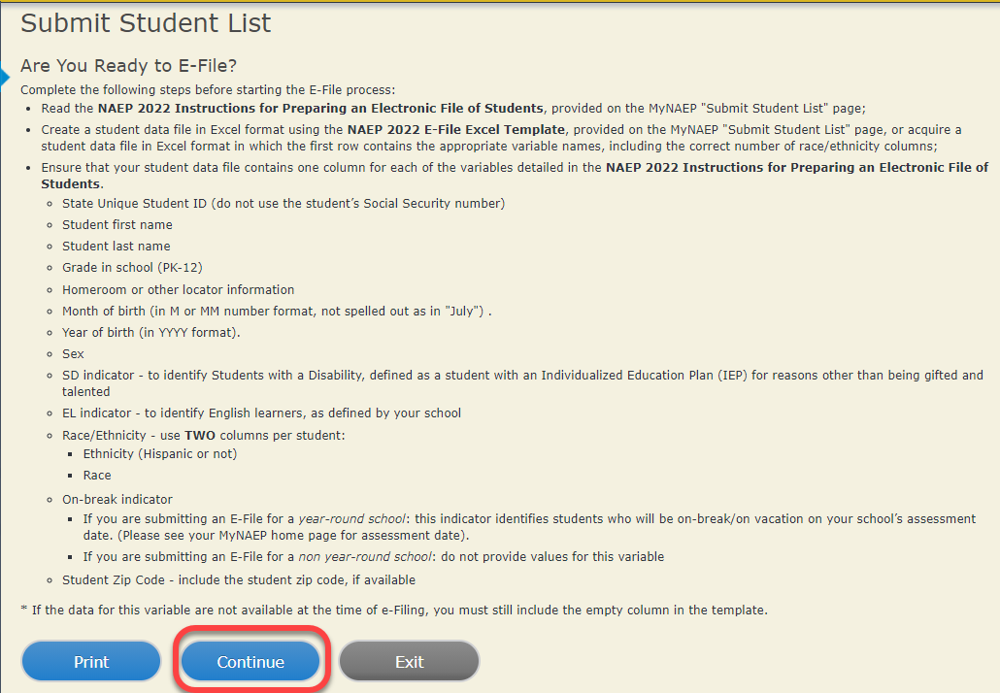 Submit Student List
Are You Ready to E-File?
Complete the following steps before starting the E-File process:
• Read the NAEP 2022 Instructions for Preparing an Electronic File of Students, provided on the MyNAEP "Submit Student List" page;
• Create a student data file in Excel format using the NAEP 2022 E-File Excel Template, provided on the MyNAEP "Submit Student List" page, or acquire a
student data file in Excel format in which the first row contains the appropriate variable names, including the correct number of race/ethnicity columns;
• Ensure that your student data file contains one column for each of the variables detailed in the NAEP 2022 Instructions for Preparing an Electronic File of
Students.
◦ State Unique Student ID (do not use the student’s Social Security number)
◦ Student first name
◦ Student last name
◦ Grade in school (PK-12)
◦ Homeroom or other locator information
◦ Month of birth (in M or MM number format, not spelled out as in "July") .
◦ Year of birth (in YYYY format).
◦ Sex
◦ SD indicator - to identify Students with a Disability, defined as a student with an Individualized Education Plan (IEP) for reasons other than being gifted and
talented
◦ EL indicator - to identify English learners, as defined by your school
◦ Race/Ethnicity - use TWO columns per student:
▪ Ethnicity (Hispanic or not)
▪ Race
◦ On-break indicator
▪ If you are submitting an E-File for a year-round school: this indicator identifies students who will be on-break/on vacation on your school’s assessment
date. (Please see your MyNAEP home page for assessment date).
▪ If you are submitting an E-File for a non year-round school: do not provide values for this variable
◦ Student Zip Code - include the student zip code, if available
* If the data for this variable are not available at the time of e-Filing, you must still include the empty column in the template.
Print Continue Exit